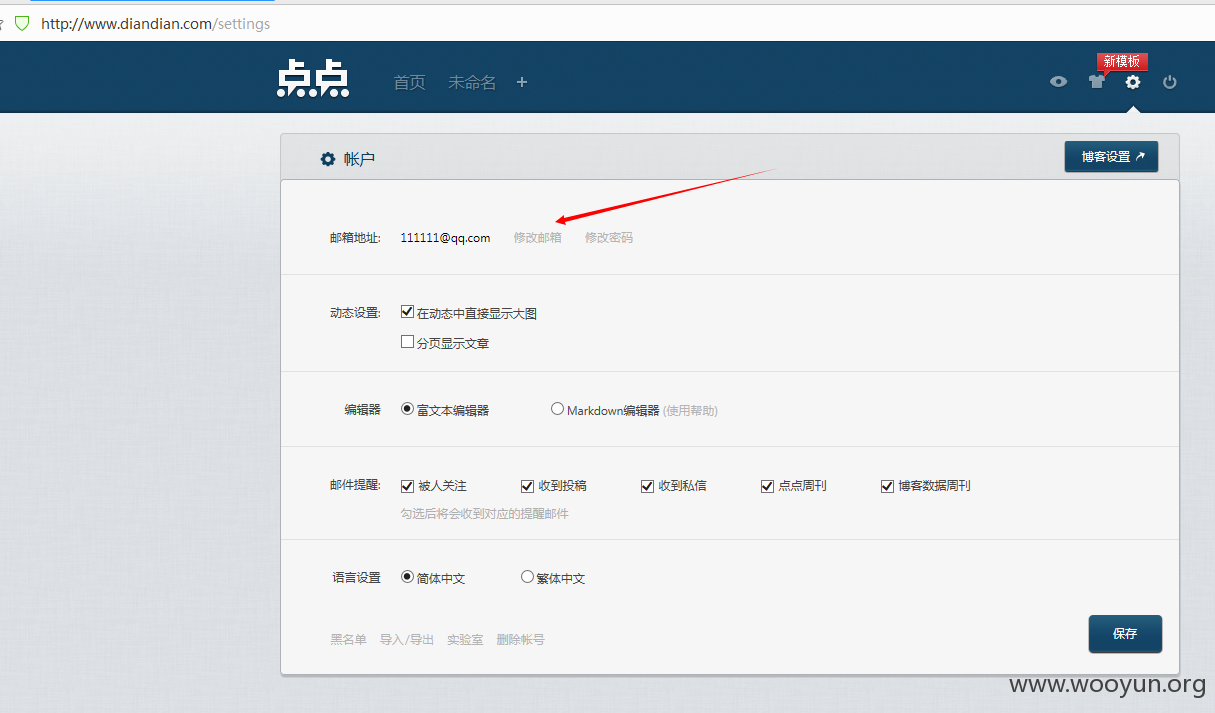 http://www.diandian.com/settings
点点 首页 未命名 +
新模板
帐户 博客设置
邮箱地址: 111111@qq.com 修改邮箱 修改密码
动态设置: 在动态中直接显示大图
分页显示文章
编辑器 富文本编辑器 Markdown编辑器 (使用帮助)
邮件提醒: 被人关注 收到投稿 收到私信 点点周刊 博客数据周刊
勾选后将会收到对应的提醒邮件
语言设置 简体中文 繁体中文
黑名单 导入/导出 实验室 删除帐号
保存
www.wooyun.org